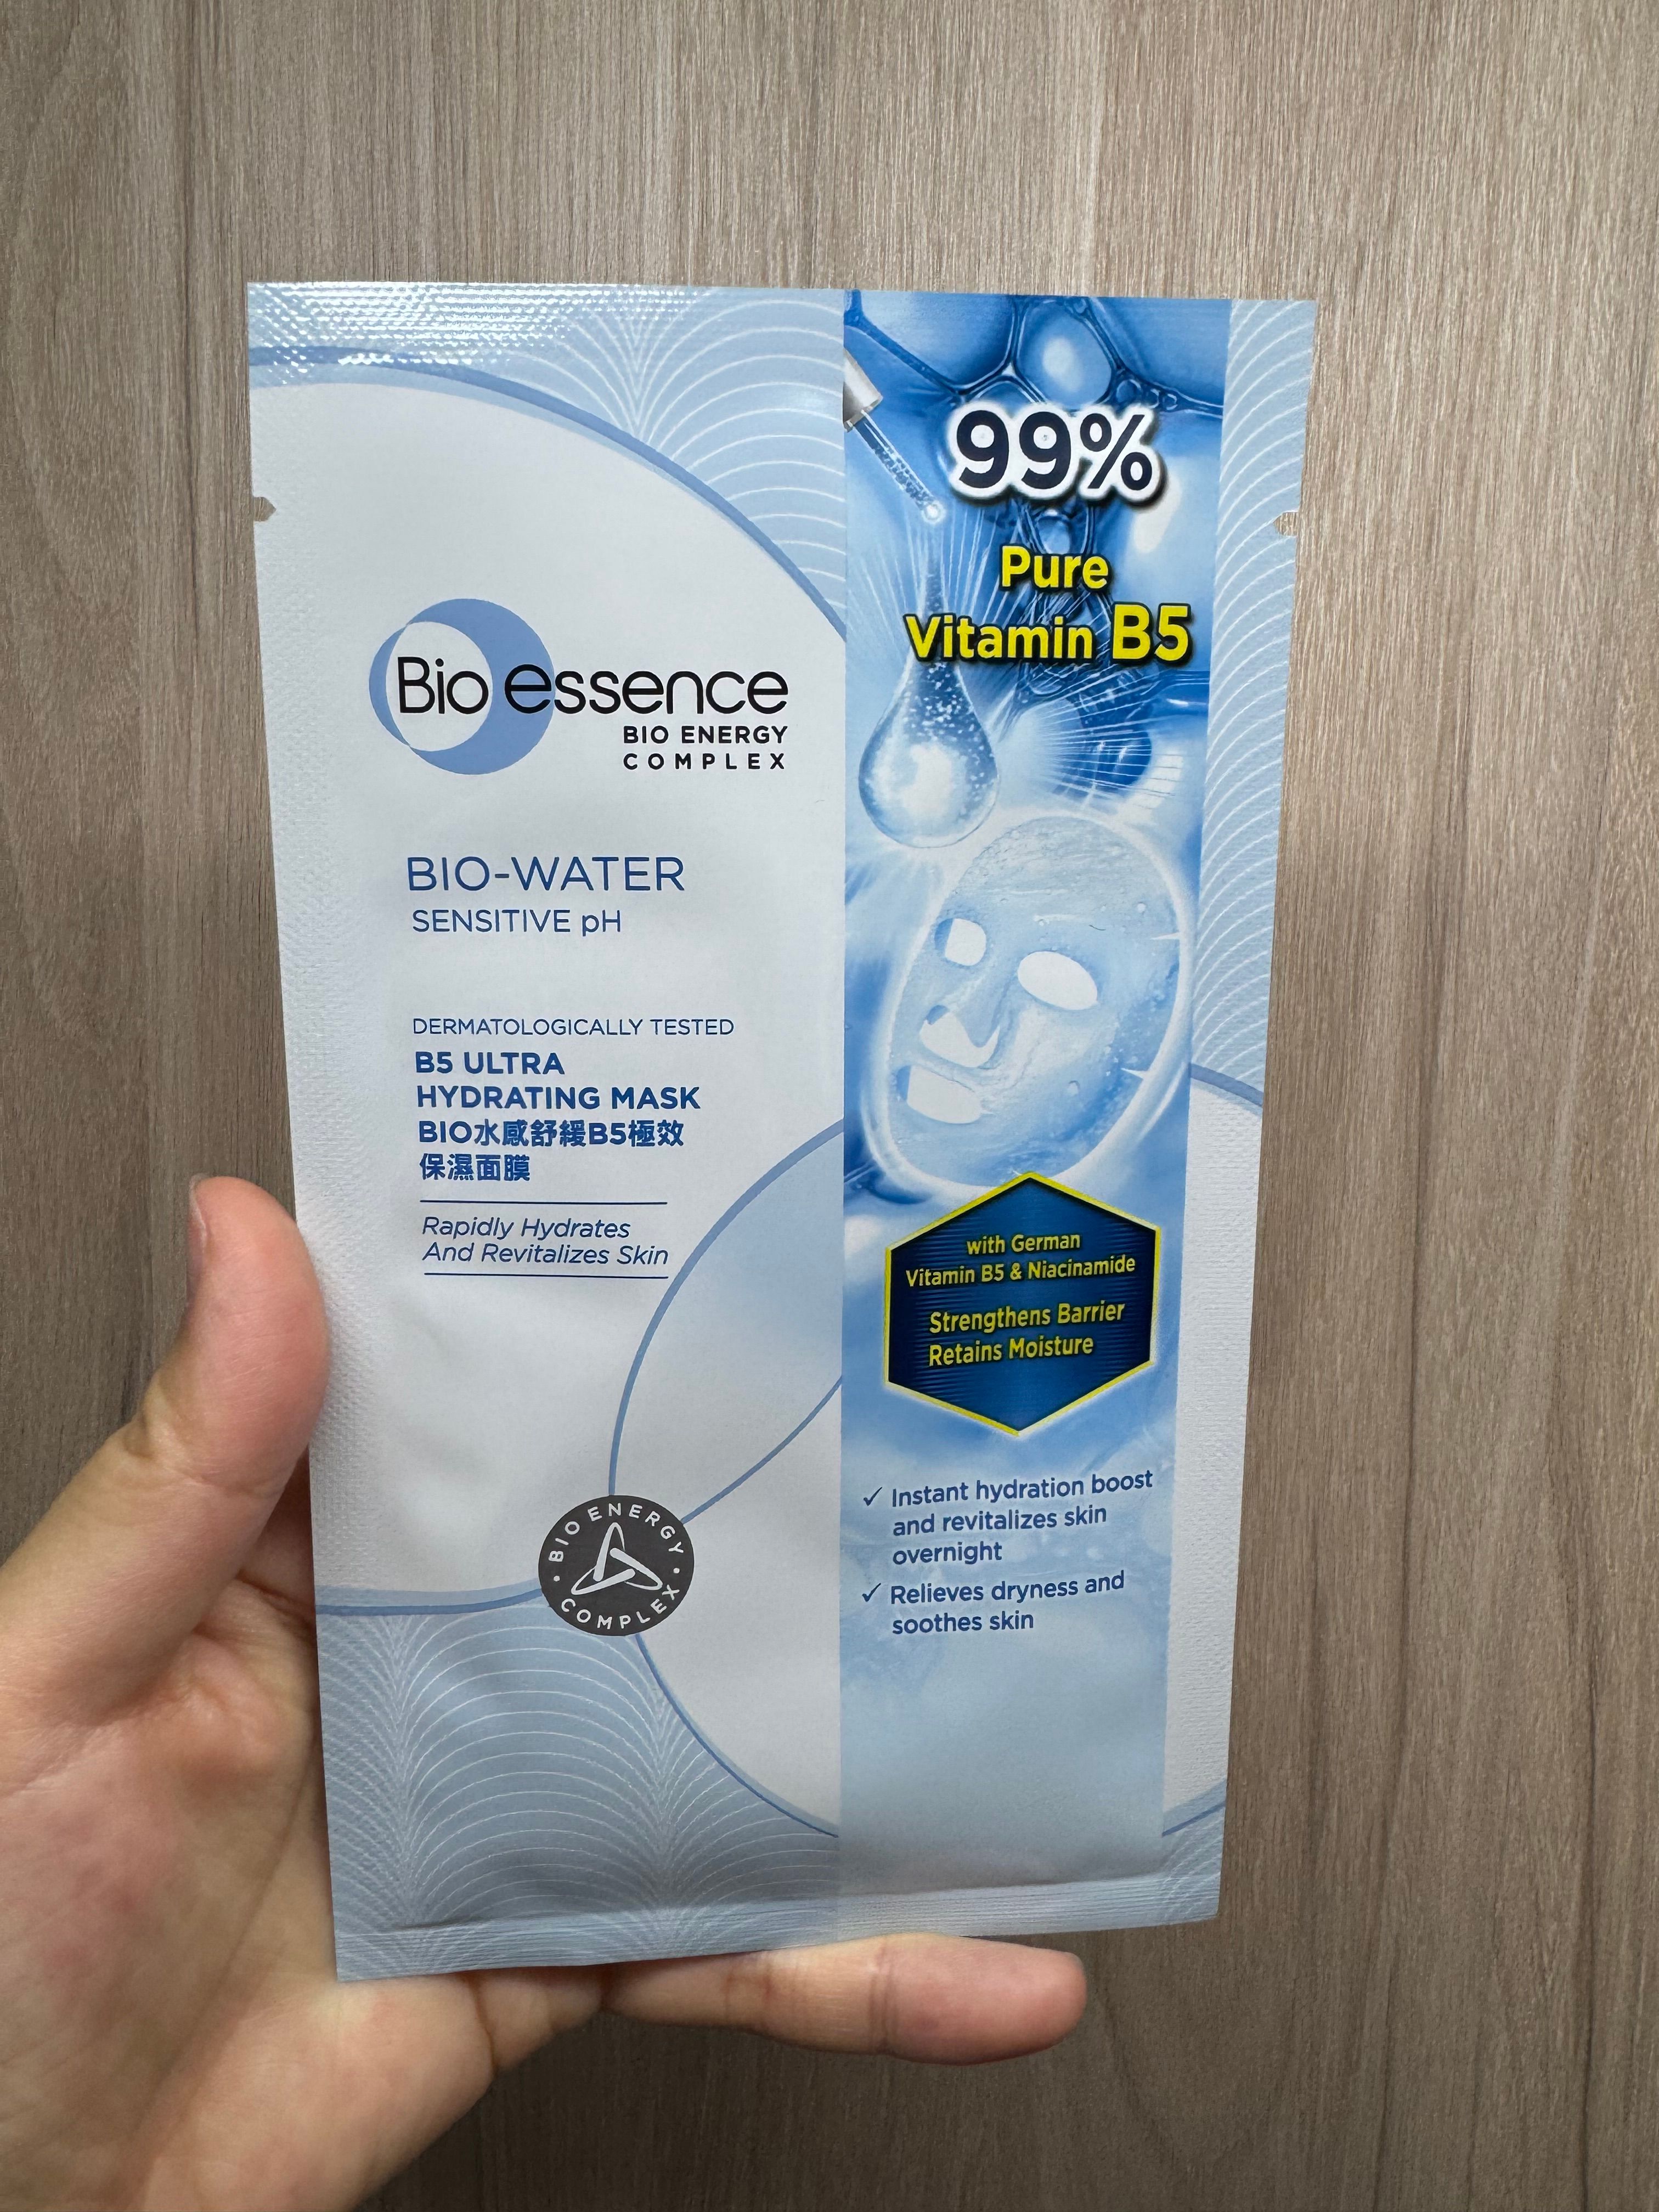 Bio essence
BIO ENERGY
COMPLEX
BIO-WATER
SENSITIVE pH
DERMATOLOGICALLY TESTED
B5 ULTRA
HYDRATING MASK
BIO水感舒緩B5極效
保濕面膜
Rapidly Hydrates
And Revitalizes Skin
BIO ENERGY
COMPLEX
99%
Pure
Vitamin B5
with German
Vitamin B5 & Niacinamide
Strengthens Barrier
Retains Moisture
✓ Instant hydration boost
and revitalizes skin
overnight
✓ Relieves dryness and
soothes skin